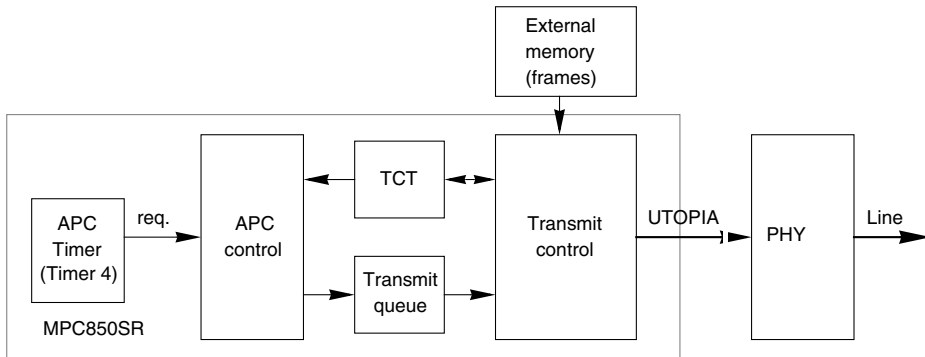 External
memory
(frames)
TCT
req.
APC
Timer
(Timer 4)
APC
control
Transmit
control
UTOPIA
PHY
Line
Transmit
queue
MPC850SR